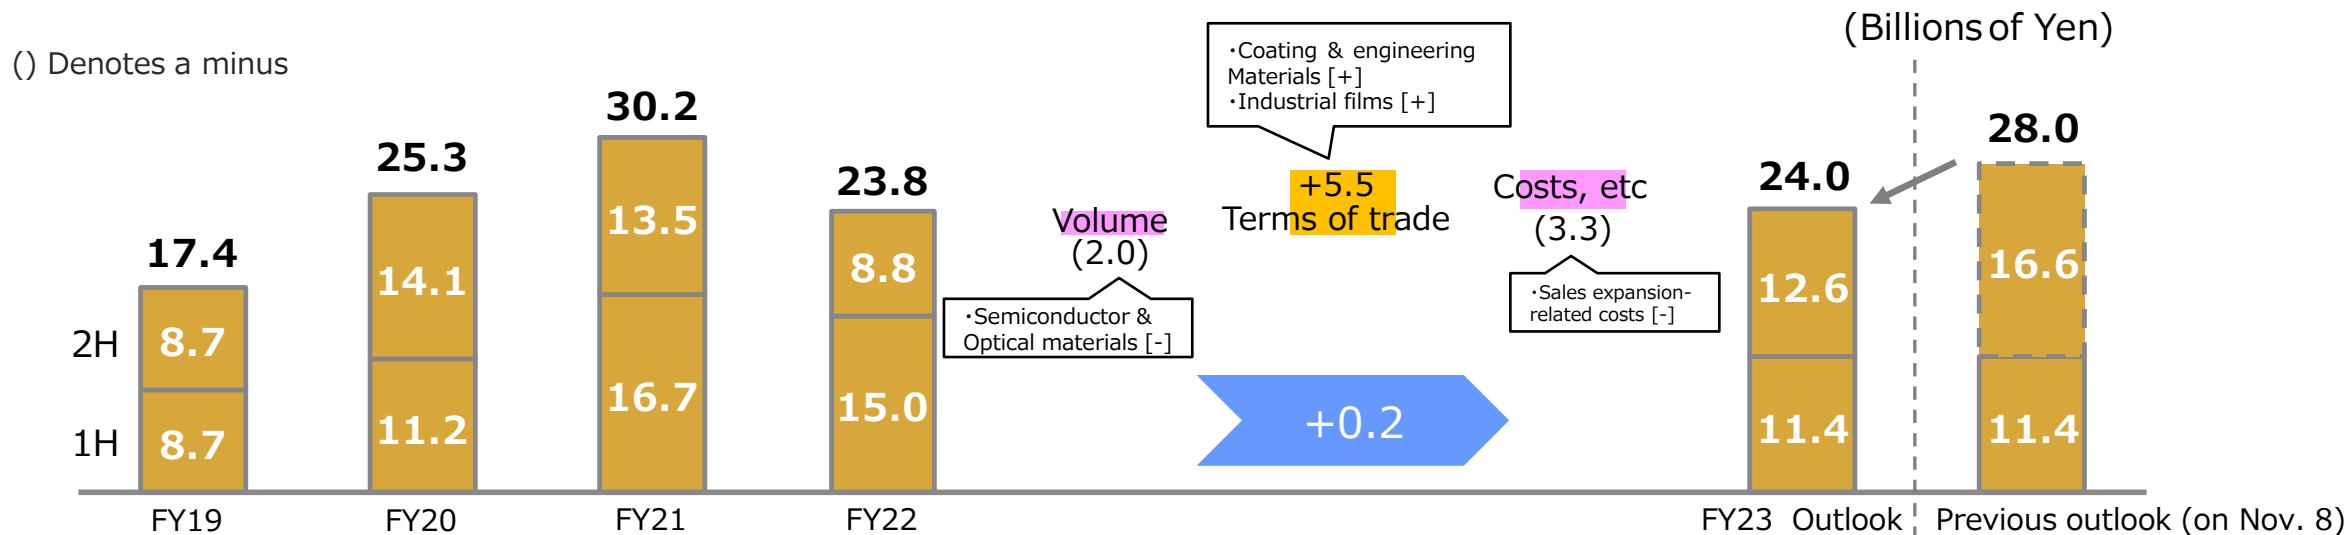 (Billions of Yen)
() Denotes a minus
・Coating & engineering
Materials [+]
・Industrial films [+]
17.4
25.3
30.2
23.8
Volume
(2.0)
+5.5
Terms of trade
Costs, etc
(3.3)
24.0
28.0
・Semiconductor &
Optical materials [-]
・Sales expansion-
related costs [-]
2H
8.7
14.1
13.5
8.8
12.6
16.6
1H
8.7
11.2
16.7
15.0
+0.2
11.4
11.4
FY19
FY20
FY21
FY22
FY23 Outlook
Previous outlook (on Nov. 8)